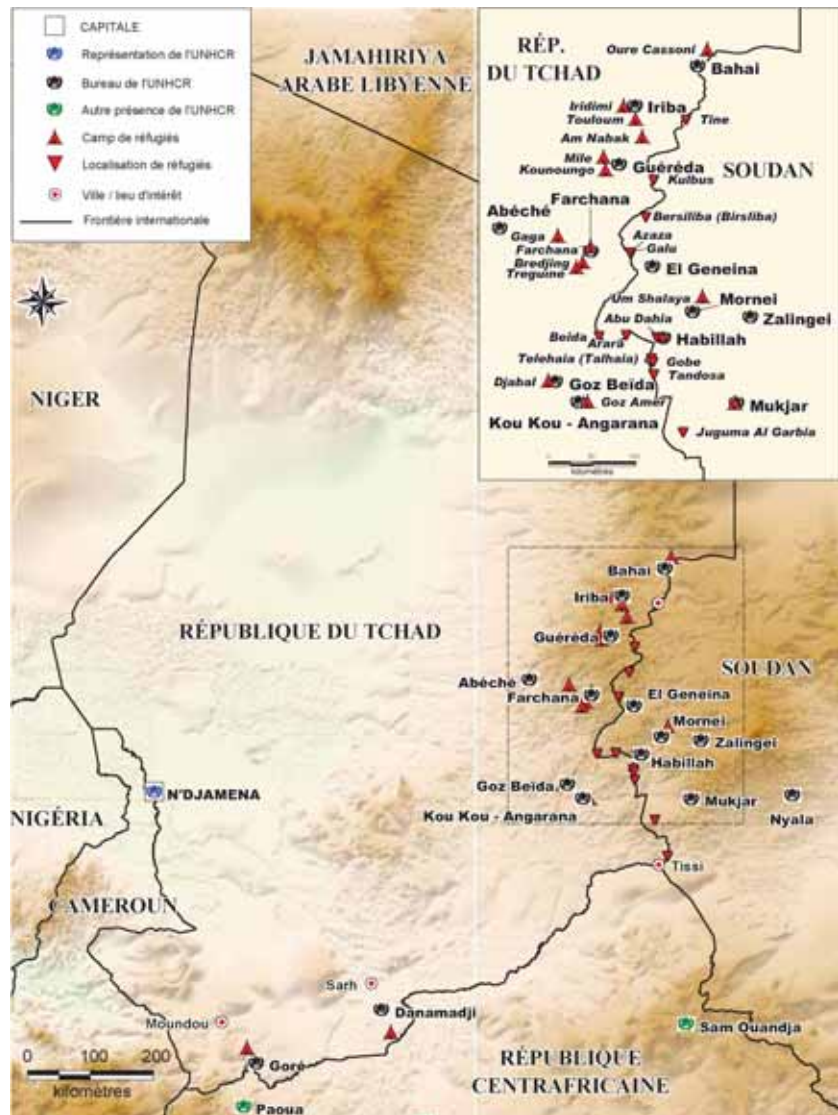 CAPITALE
Représentation de l'UNHCR
Bureau de l'UNHCR
Autre présence de l'UNHCR
Camp de réfugiés
Localisation de réfugiés
Ville / lieu d'intérêt
Frontière internationale
JAMAHIRIYA
ARABE LIBYENNE
NIGER
RÉP.
DU TCHAD
Oure Cassoni
Bahai
Iridimi
Iriba
Touloum
Tine
Am Nabak
Mile
Kounoungo
Guéréda
SOUDAN
Kulbus
Farchana
Abéché
Bersiliba (Birsliba)
Gaga
Azaza
Farchana
Galu
Bredjing
Treguine
El Geneina
Um Shalaya
Mornei
Abu Dahia
Zalingei
Beida
Arara
Habillah
Telehaia (Talhaia)
Gobe
Djabal
Goz Beïda
Tandosa
Goz Amer
Mukjar
Kou Kou - Angarana
Juguma Al Garbia
kilomètres
RÉPUBLIQUE DU TCHAD
Bahai
Iriba
Guéréda
SOUDAN
Abéché
Farchana
El Geneina
Mornei
Zalingei
Habillah
Goz Beïda
Mukjar
Kou Kou - Angarana
Nyala
N'DJAMENA
NIGÉRIA
CAMEROUN
Tissi
Sarh
Danamadji
Moundou
Sam Ouandja
Goré
RÉPUBLIQUE
CENTRAFRICAINE
Paoua
0 100 200
kilomètres